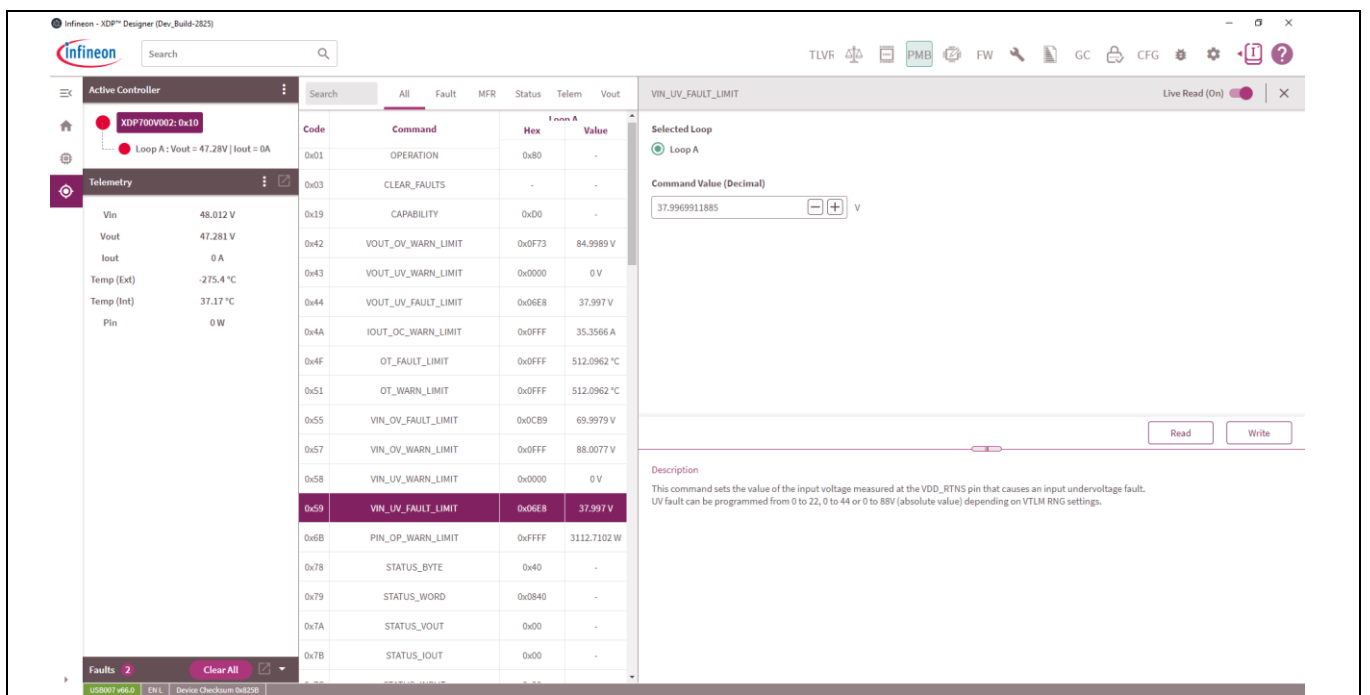 Infineon - XDP™ Designer (Dev_Build-2825)
infineon
Search
TLVR
PMB
FW
GC
CFG
Active Controller
XDP700V002: 0x10
Loop A : Vout = 47.28V | Iout = 0A
Telemetry
Vin 48.012 V
Vout 47.281 V
Iout 0 A
Temp (Ext) -275.4 °C
Temp (Int) 37.17 °C
Pin 0 W
Faults 2 Clear All
USB007 v66.0 EN L Device Checksum 0x825B
Search All Fault MFR Status Telem Vout
Loop A
Code Command Hex Value
0x01 OPERATION 0x80 -
0x03 CLEAR_FAULTS - -
0x19 CAPABILITY 0xD0 -
0x42 VOUT_OV_WARN_LIMIT 0x0F73 84.9989 V
0x43 VOUT_UV_WARN_LIMIT 0x0000 0 V
0x44 VOUT_UV_FAULT_LIMIT 0x06E8 37.997 V
0x4A IOUT_OC_WARN_LIMIT 0x0FFF 35.3566 A
0x4F OT_FAULT_LIMIT 0x0FFF 512.0962 °C
0x51 OT_WARN_LIMIT 0x0FFF 512.0962 °C
0x55 VIN_OV_FAULT_LIMIT 0x0CB9 69.9979 V
0x57 VIN_OV_WARN_LIMIT 0x0FFF 88.0077 V
0x58 VIN_UV_WARN_LIMIT 0x0000 0 V
0x59 VIN_UV_FAULT_LIMIT 0x06E8 37.997 V
0x6B PIN_OP_WARN_LIMIT 0xFFFF 3112.7102 W
0x78 STATUS_BYTE 0x40 -
0x79 STATUS_WORD 0x0840 -
0x7A STATUS_VOUT 0x00 -
0x7B STATUS_IOUT 0x00 -
VIN_UV_FAULT_LIMIT
Live Read (On)
Selected Loop
Loop A
Command Value (Decimal)
37.9969911885 V
Read Write
Description
This command sets the value of the input voltage measured at the VDD_RTNS pin that causes an input undervoltage fault.
UV fault can be programmed from 0 to 22, 0 to 44 or 0 to 88V (absolute value) depending on VTLM RNG settings.